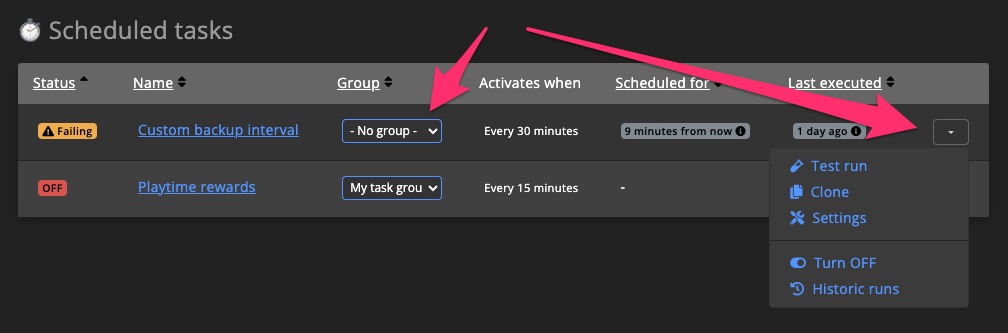 Scheduled tasks
Status Name Group Activates when Scheduled for Last executed
Failing Custom backup interval - No group - Every 30 minutes 9 minutes from now 1 day ago
OFF Playtime rewards My task grou Every 15 minutes -
Test run
Clone
Settings
Turn OFF
Historic runs